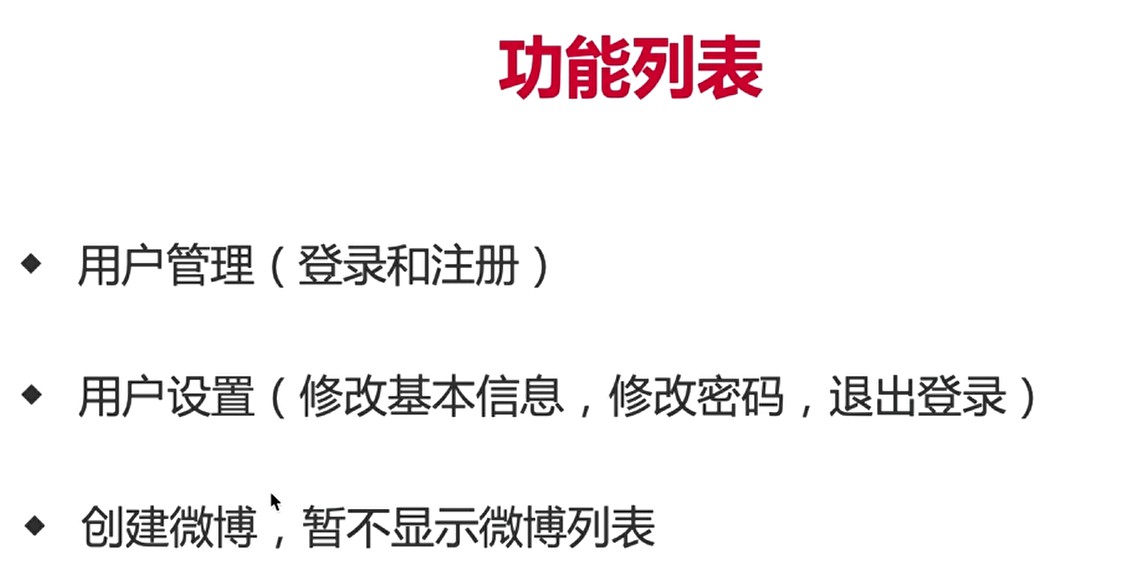 功能列表
◆ 用户管理（登录和注册）
◆ 用户设置（修改基本信息，修改密码，退出登录）
◆ 创建微博，暂不显示微博列表